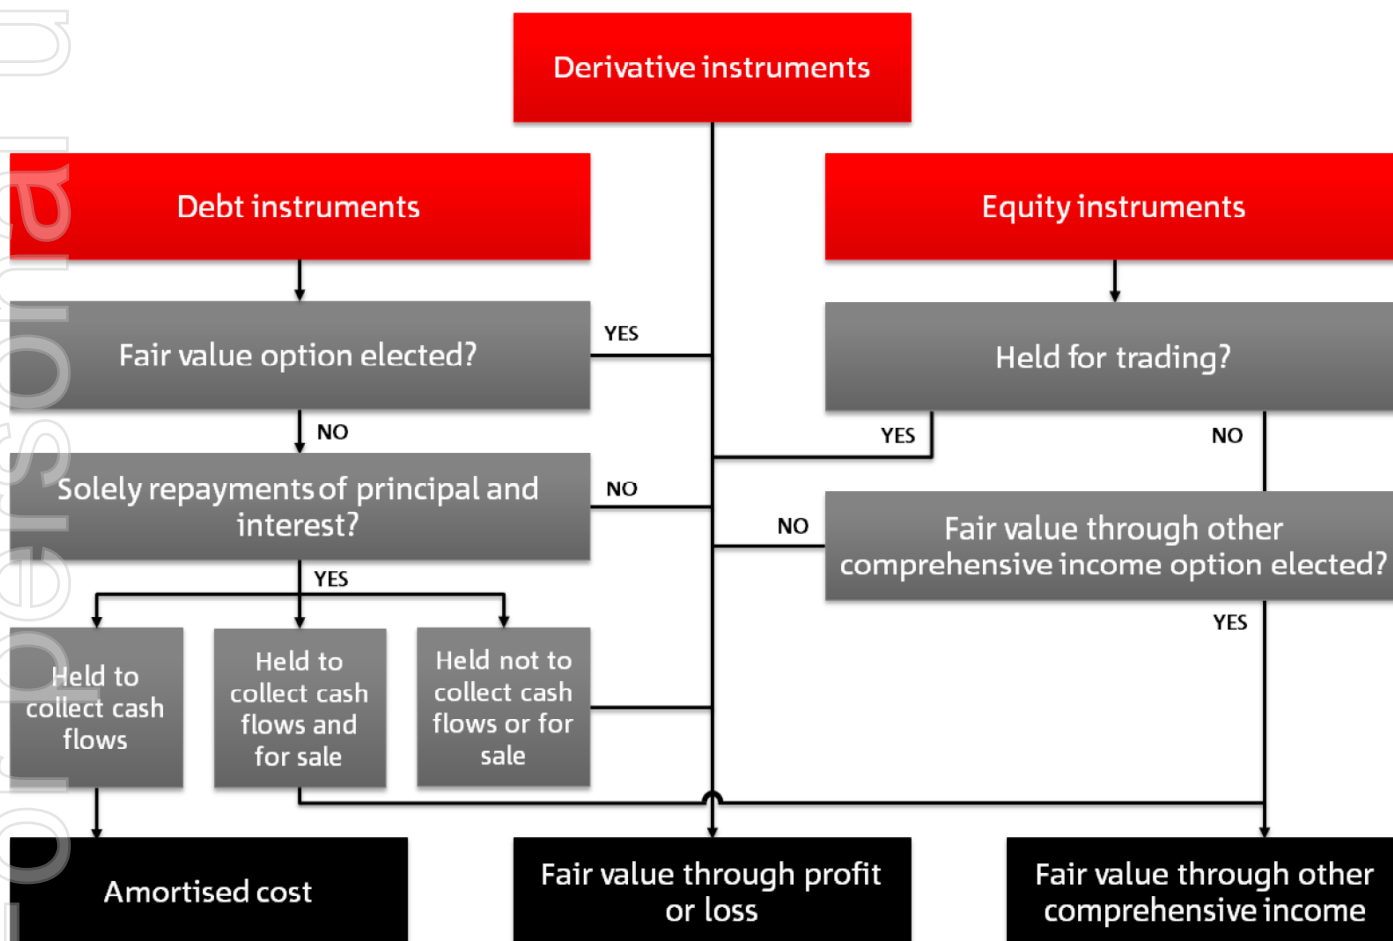 Derivative instruments
Debt instruments
Equity instruments
Fair value option elected?
YES
Held for trading?
NO
YES
NO
Solely repayments of principal and
interest?
NO
NO
Fair value through other
comprehensive income option elected?
YES
YES
Held to
collect cash
flows
Held to
collect cash
flows and
for sale
Held not to
collect cash
flows or for
sale
Amortised cost
Fair value through profit
or loss
Fair value through other
comprehensive income
or personal u